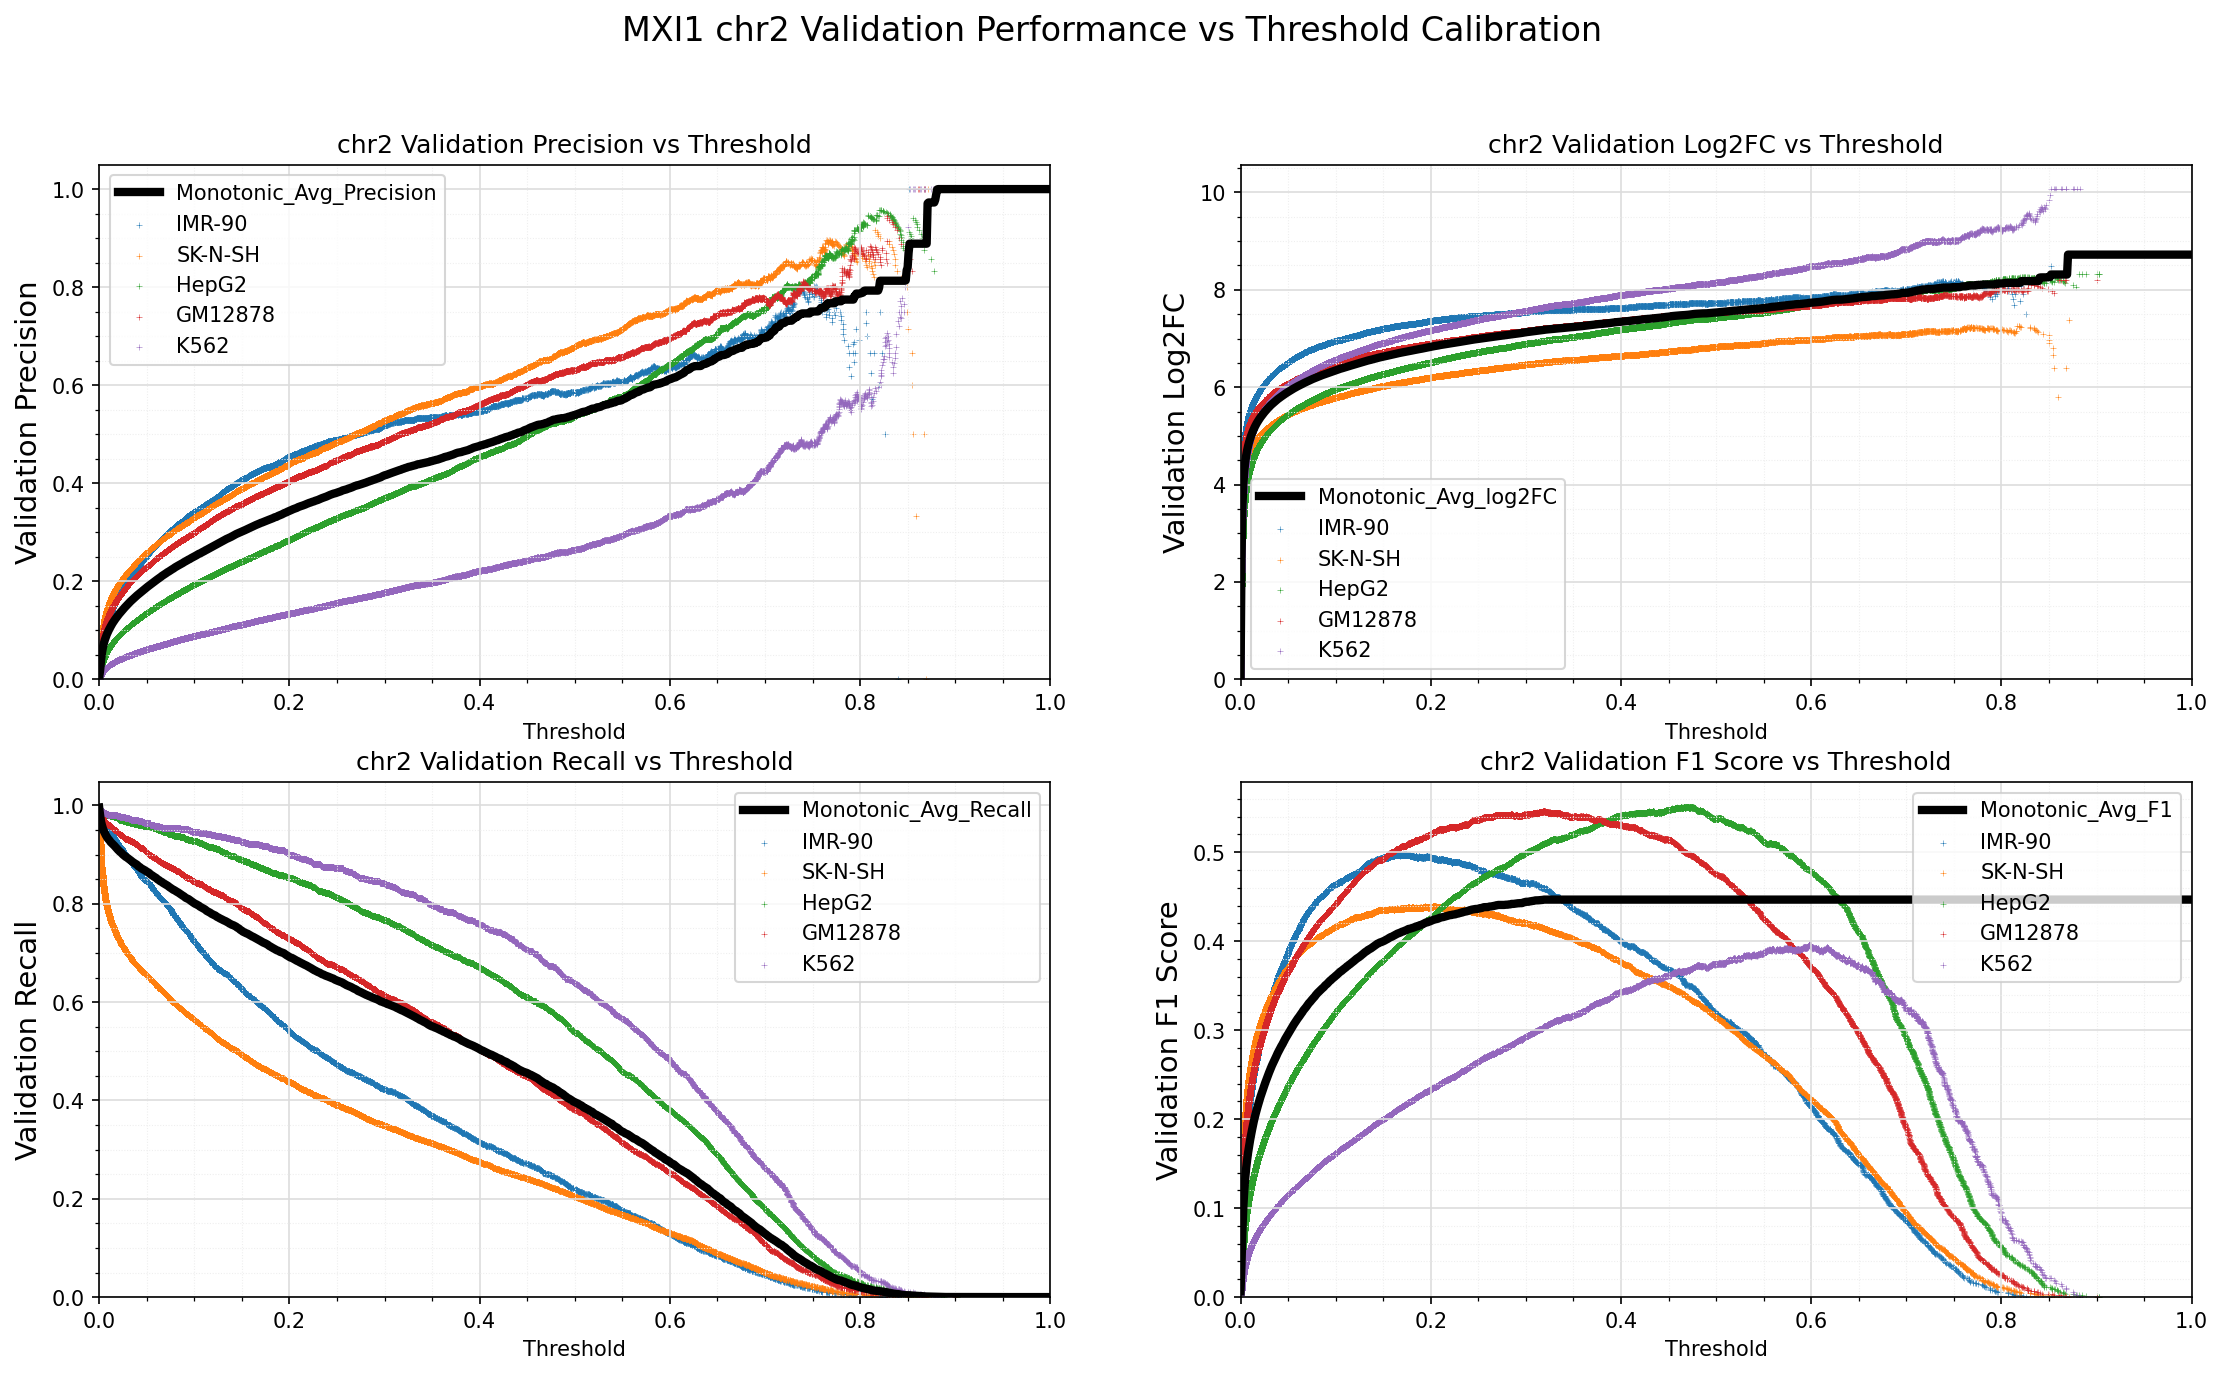 MXI1 chr2 Validation Performance vs Threshold Calibration
chr2 Validation Precision vs Threshold
Validation Precision
1.0
0.8
0.6
0.4
0.2
0.0
Monotonic_Avg_Precision
IMR-90
SK-N-SH
HepG2
GM12878
K562
0.0 0.2 0.4 0.6 0.8 1.0
Threshold
chr2 Validation Log2FC vs Threshold
Validation Log2FC
10
8
6
4
2
0
Monotonic_Avg_log2FC
IMR-90
SK-N-SH
HepG2
GM12878
K562
0.0 0.2 0.4 0.6 0.8 1.0
Threshold
chr2 Validation Recall vs Threshold
Validation Recall
1.0
0.8
0.6
0.4
0.2
0.0
Monotonic_Avg_Recall
IMR-90
SK-N-SH
HepG2
GM12878
K562
0.0 0.2 0.4 0.6 0.8 1.0
Threshold
chr2 Validation F1 Score vs Threshold
Validation F1 Score
0.5
0.4
0.3
0.2
0.1
0.0
Monotonic_Avg_F1
IMR-90
SK-N-SH
HepG2
GM12878
K562
0.0 0.2 0.4 0.6 0.8 1.0
Threshold